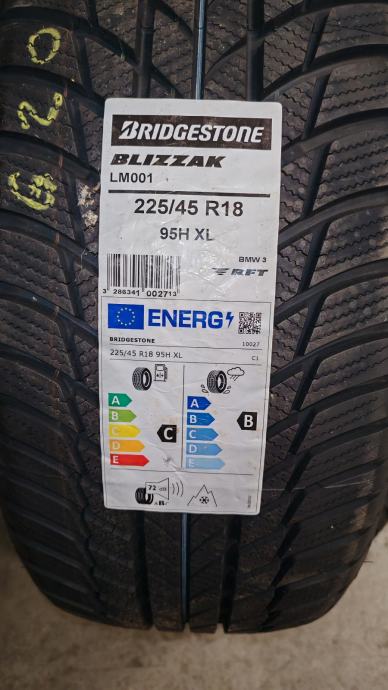 BRIDGESTONE
BLIZZAK
LM001
225/45 R18
95H XL
BMW 3
RFT
3 286341 002713
ENERG
BRIDGESTONE
10027
225/45 R18 95H XL
C1
A
B
C
D
E
C
A
B
C
D
E
B
72 dB